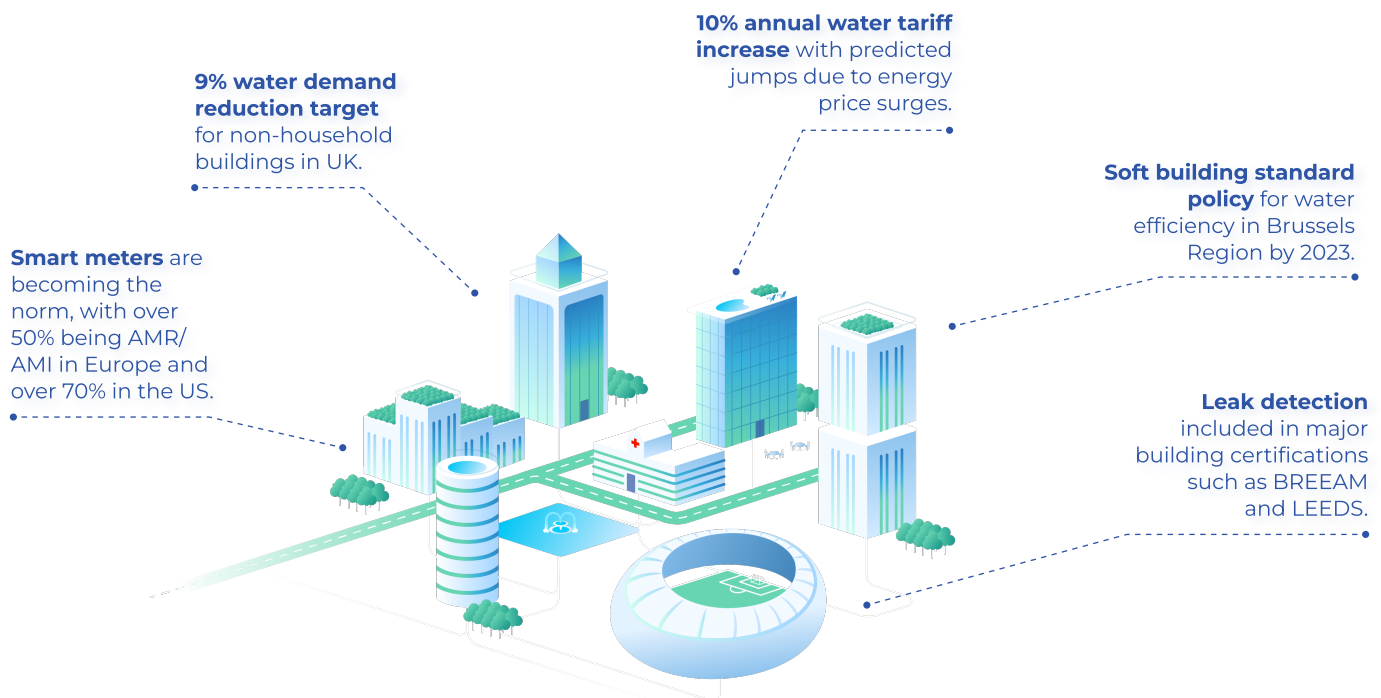 10% annual water tariff
increase with predicted
jumps due to energy
price surges.
9% water demand
reduction target
for non-household
buildings in UK.
Soft building standard
policy for water
efficiency in Brussels
Region by 2023.
Smart meters are
becoming the
norm, with over
50% being AMR/
AMI in Europe and
over 70% in the US.
Leak detection
included in major
building certifications
such as BREEAM
and LEEDS.